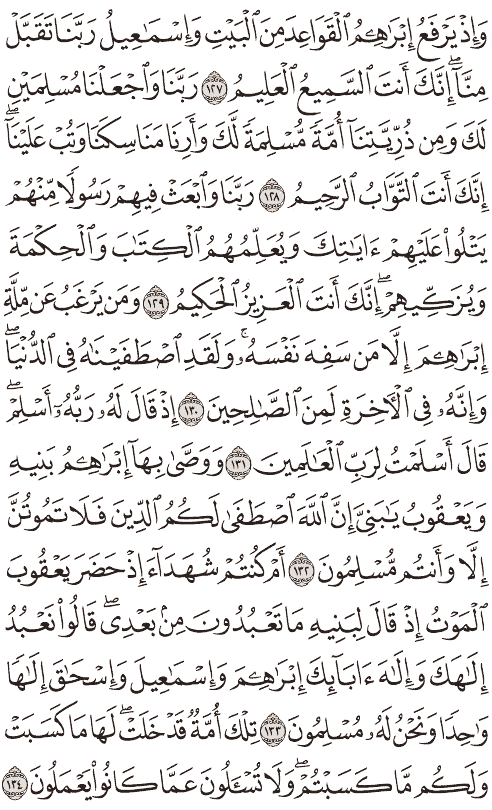 وَإِذْ يَرْفَعُ إِبْرَٰهِـۧمُ ٱلْقَوَاعِدَ مِنَ ٱلْبَيْتِ وَإِسْمَٰعِيلُ رَبَّنَا تَقَبَّلْ
مِنَّآ ۖ إِنَّكَ أَنتَ ٱلسَّمِيعُ ٱلْعَلِيمُ ١٢٧ رَبَّنَا وَٱجْعَلْنَا مُسْلِمَيْنِ
لَكَ وَمِن ذُرِّيَّتِنَآ أُمَّةً مُّسْلِمَةً لَّكَ وَأَرِنَا مَنَاسِكَنَا وَتُبْ عَلَيْنَآ ۖ
إِنَّكَ أَنتَ ٱلتَّوَّابُ ٱلرَّحِيمُ ١٢٨ رَبَّنَا وَٱبْعَثْ فِيهِمْ رَسُولًا مِّنْهُمْ
يَتْلُوا۟ عَلَيْهِمْ ءَايَٰتِكَ وَيُعَلِّمُهُمُ ٱلْكِتَٰبَ وَٱلْحِكْمَةَ
وَيُزَكِّيهِمْ ۚ إِنَّكَ أَنتَ ٱلْعَزِيزُ ٱلْحَكِيمُ ١٢٩ وَمَن يَرْغَبُ عَن مِّلَّةِ
إِبْرَٰهِـۧمَ إِلَّا مَن سَفِهَ نَفْسَهُۥ ۚ وَلَقَدِ ٱصْطَفَيْنَٰهُ فِى ٱلدُّنْيَا ۖ
وَإِنَّهُۥ فِى ٱلْءَاخِرَةِ لَمِنَ ٱلصَّٰلِحِينَ ١٣٠ إِذْ قَالَ لَهُۥ رَبُّهُۥٓ أَسْلِمْ ۖ
قَالَ أَسْلَمْتُ لِرَبِّ ٱلْعَٰلَمِينَ ١٣١ وَوَصَّىٰ بِهَآ إِبْرَٰهِـۧمُ بَنِيهِ
وَيَعْقُوبُ يَٰبَنِىَّ إِنَّ ٱللَّهَ ٱصْطَفَىٰ لَكُمُ ٱلدِّينَ فَلَا تَمُوتُنَّ
إِلَّا وَأَنتُم مُّسْلِمُونَ ١٣٢ أَمْ كُنتُمْ شُهَدَآءَ إِذْ حَضَرَ يَعْقُوبَ
ٱلْمَوْتُ إِذْ قَالَ لِبَنِيهِ مَا تَعْبُدُونَ مِنۢ بَعْدِى ۖ قَالُوا۟ نَعْبُدُ
إِلَٰهَكَ وَإِلَٰهَ ءَابَآئِكَ إِبْرَٰهِـۧمَ وَإِسْمَٰعِيلَ وَإِسْحَٰقَ إِلَٰهًا
وَٰحِدًا وَنَحْنُ لَهُۥ مُسْلِمُونَ ١٣٣ تِلْكَ أُمَّةٌ قَدْ خَلَتْ ۖ لَهَا مَا كَسَبَتْ
وَلَكُم مَّا كَسَبْتُمْ ۖ وَلَا تُسْـَٔلُونَ عَمَّا كَانُوا۟ يَعْمَلُونَ ١٣٤